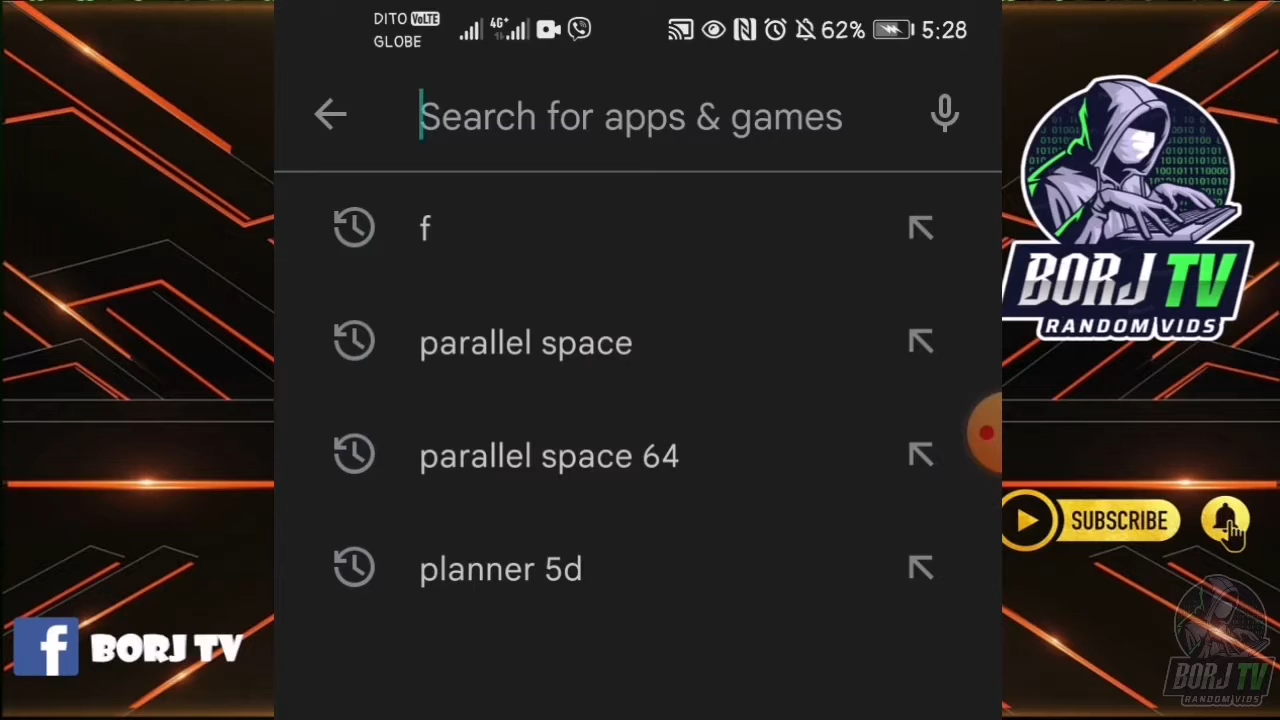 DITO VoLTE
GLOBE
4G+
62%
5:28
Search for apps & games
f
parallel space
parallel space 64
planner 5d
BORJ TV
RANDOM VIDS
SUBSCRIBE
f BORJ TV
BORJ TV
RANDOM VIDS